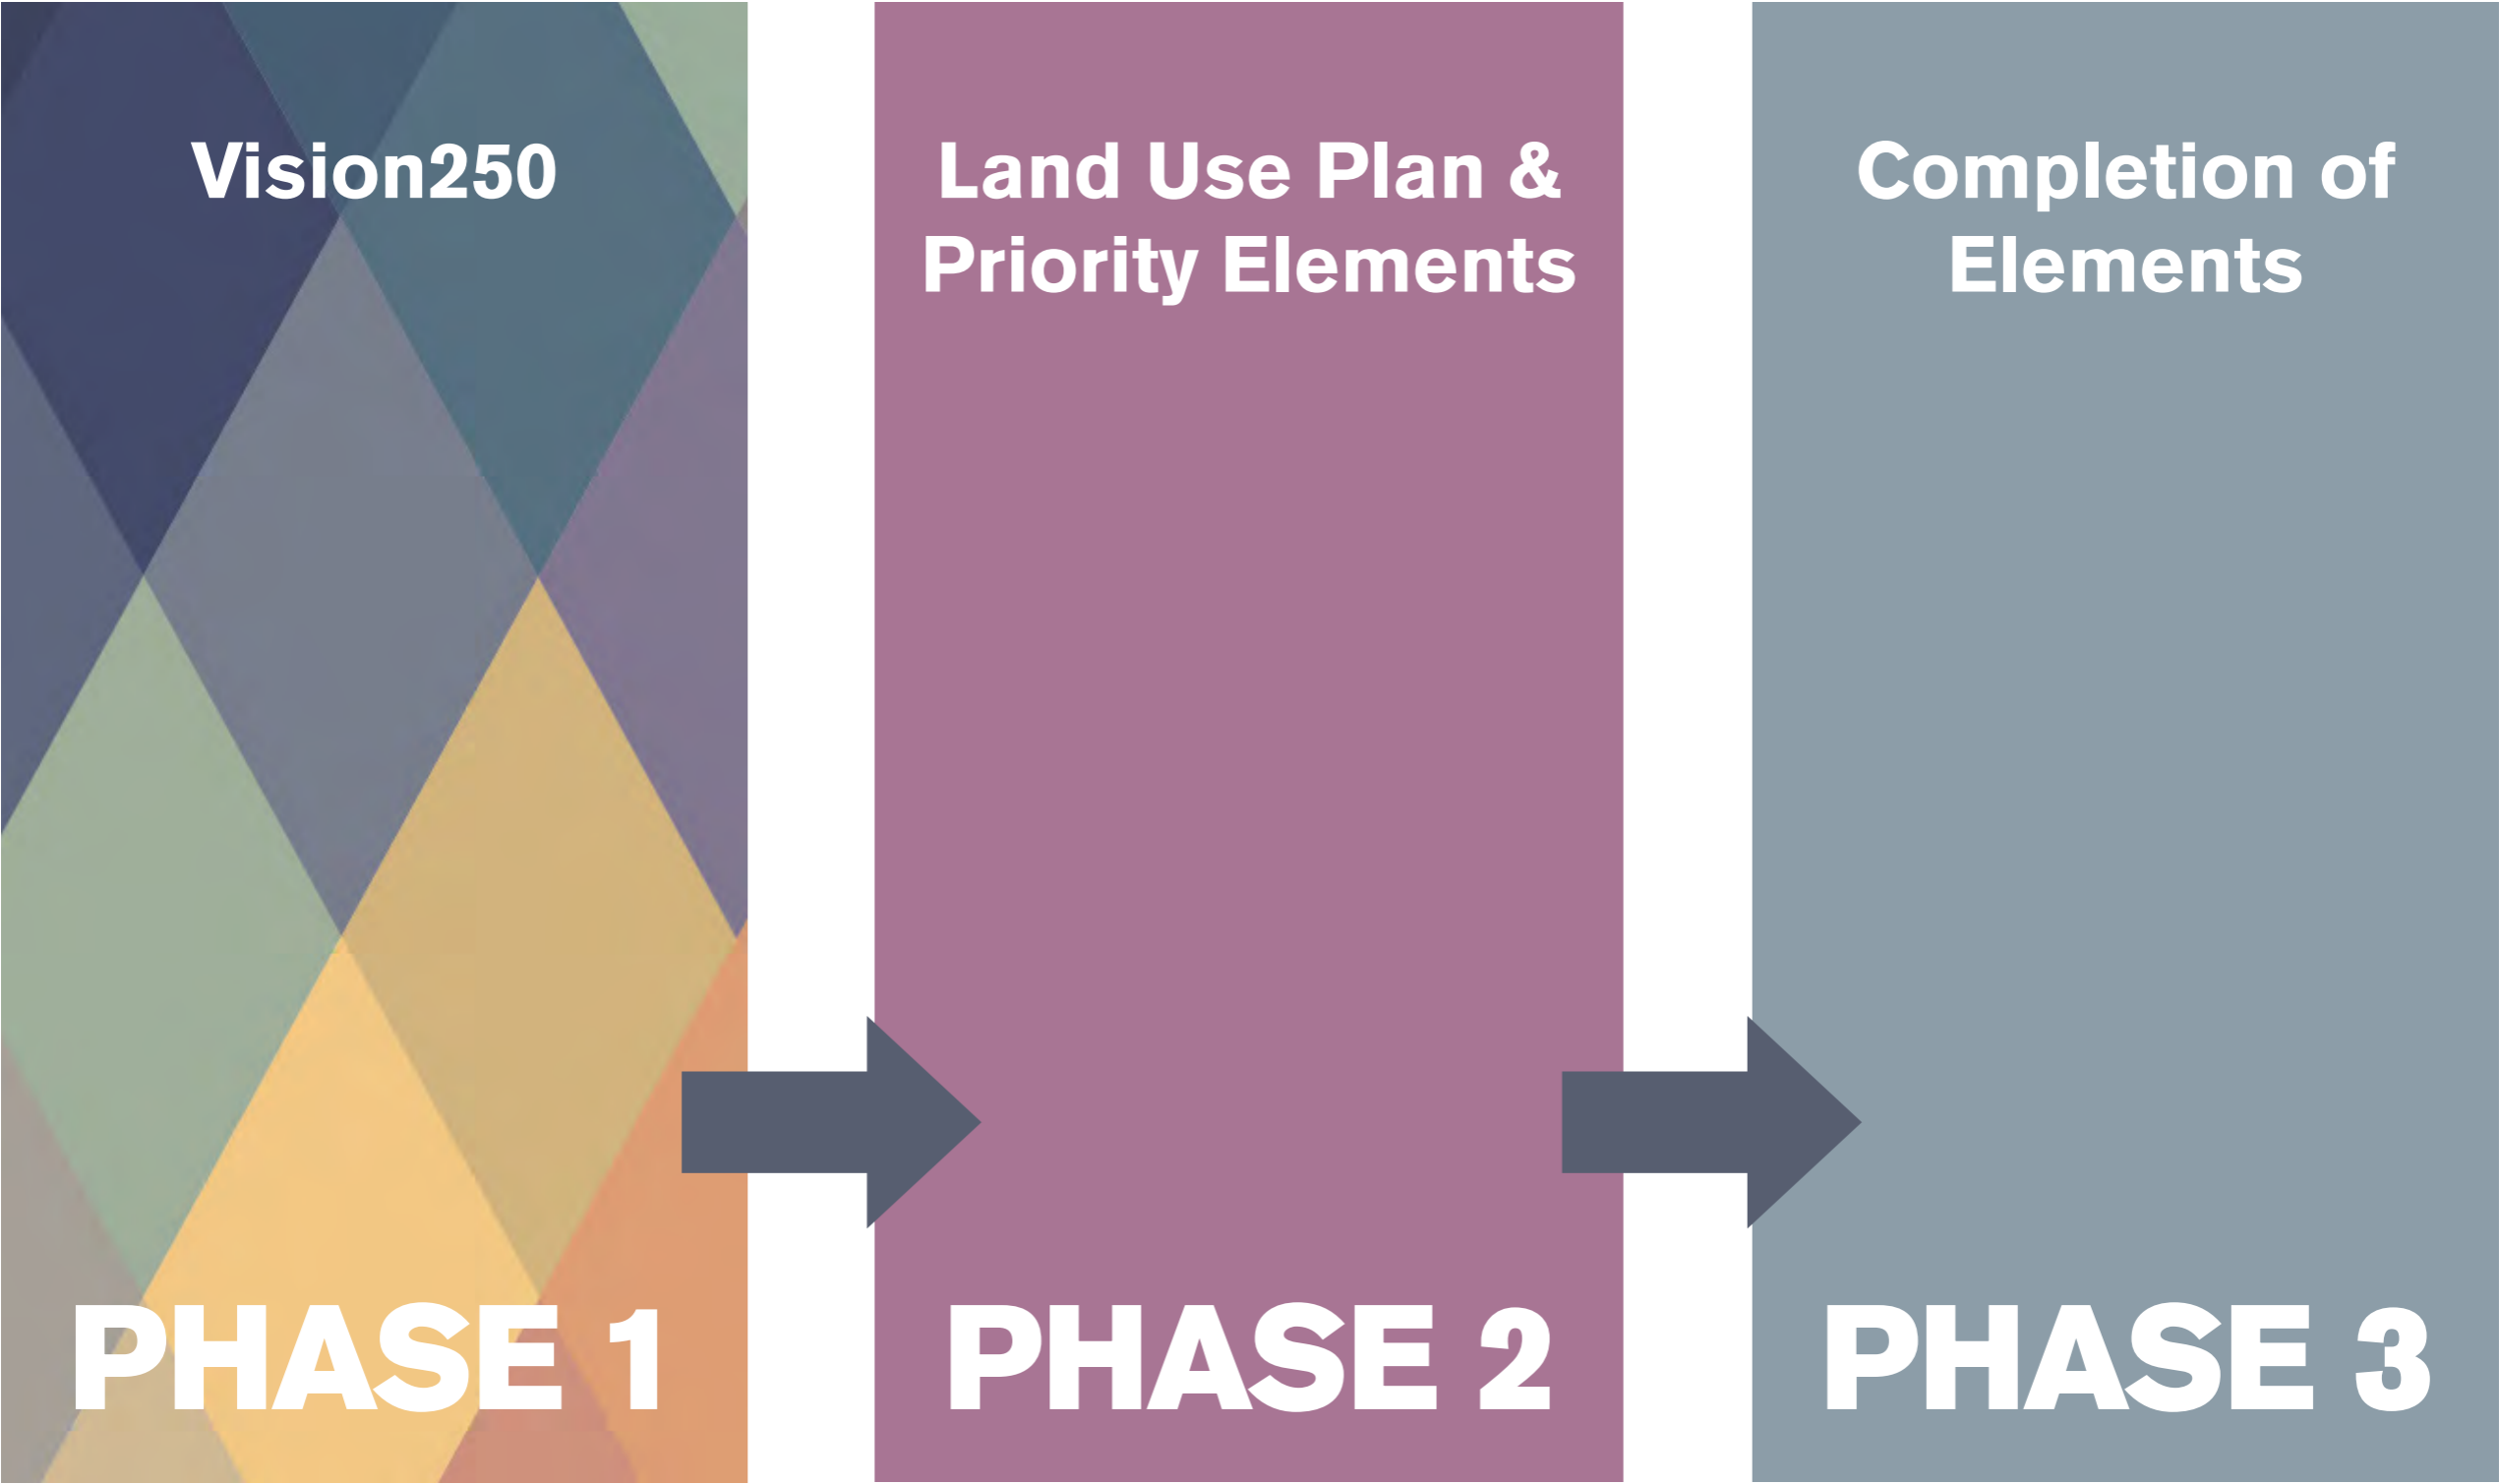 Vision250
PHASE 1
Land Use Plan &
Priority Elements
PHASE 2
Completion of
Elements
PHASE 3